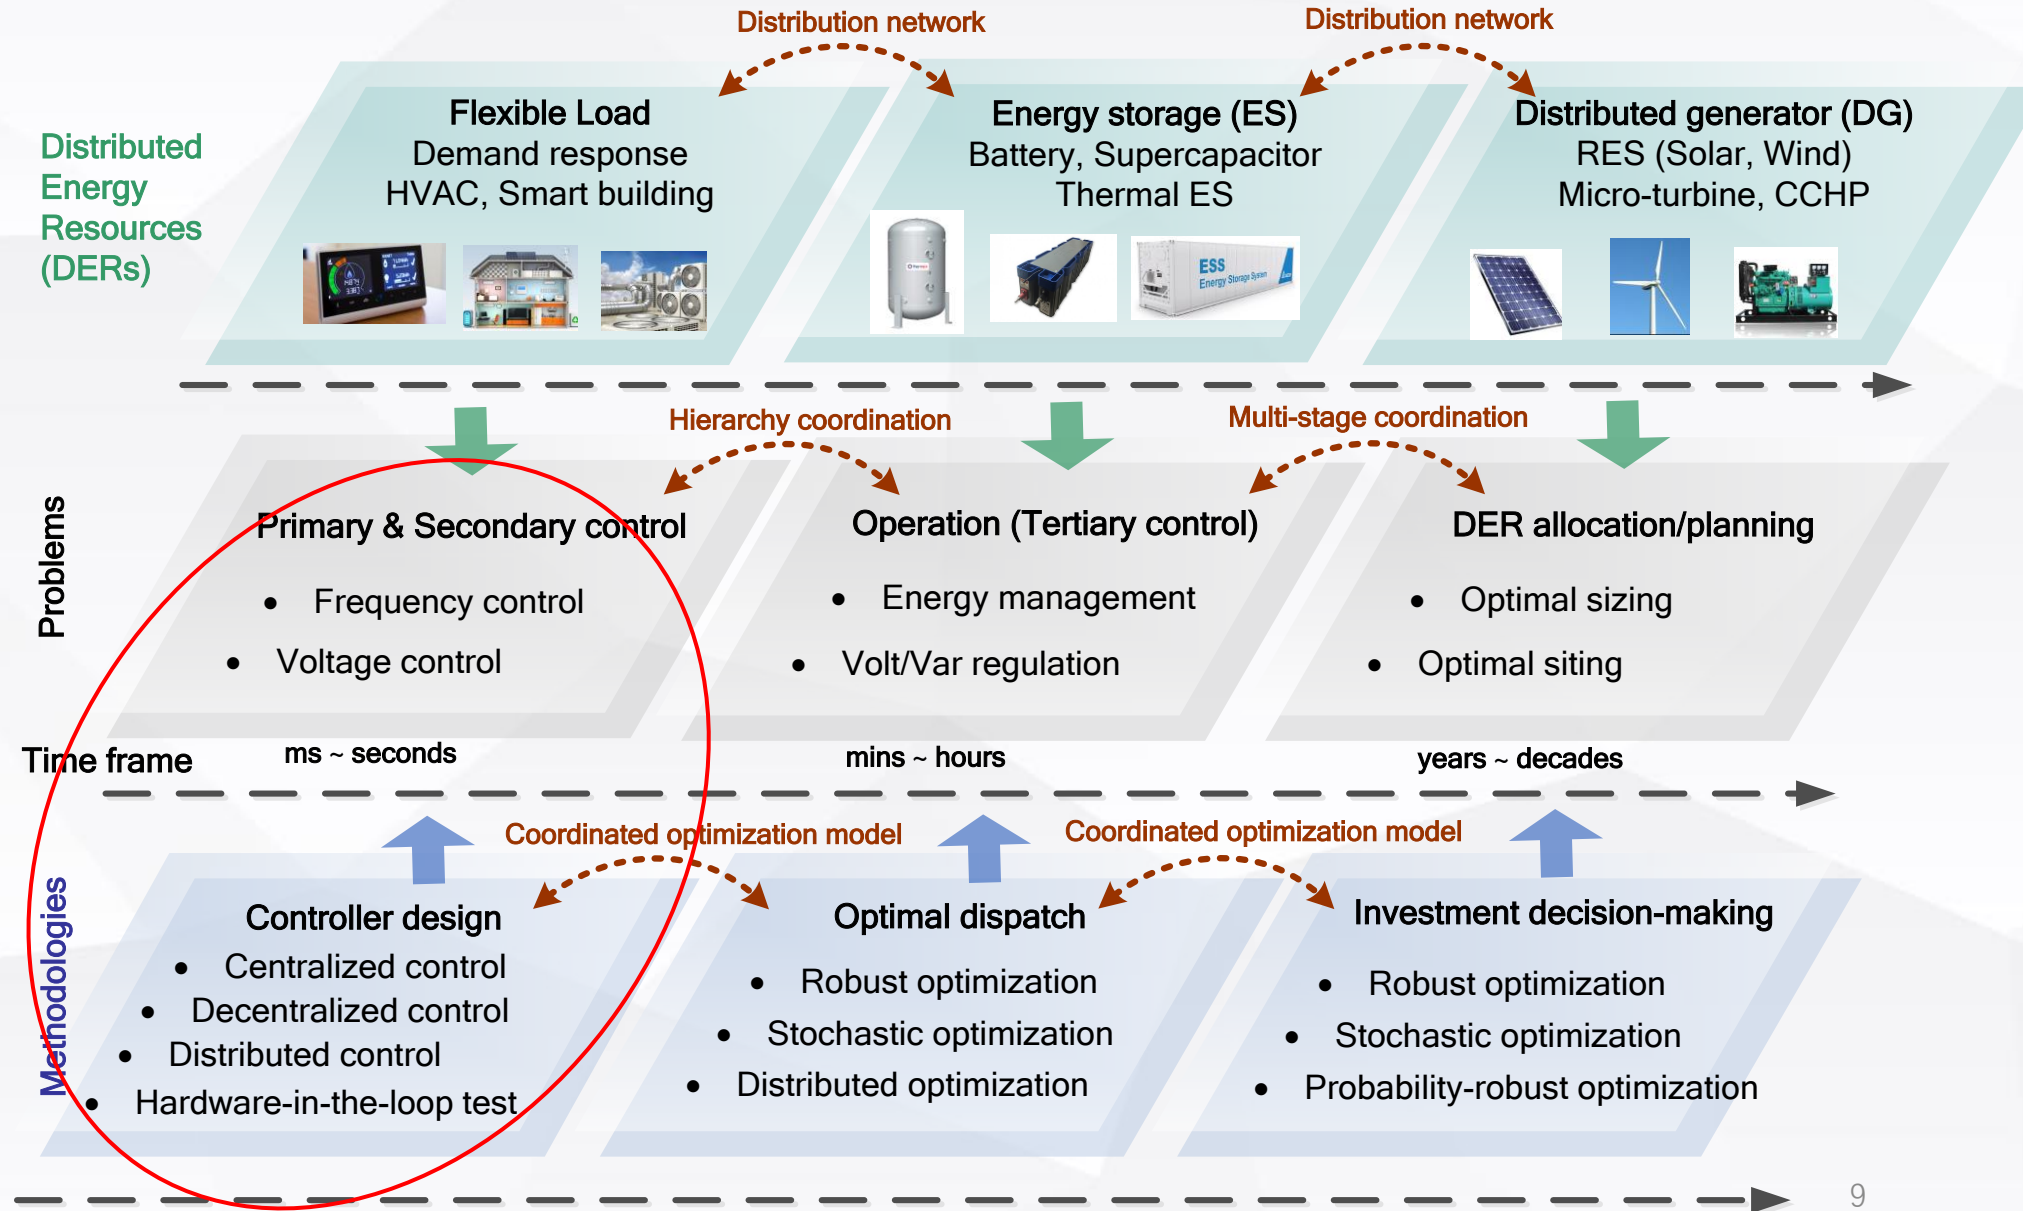 Distribution network
Distribution network
Distributed
Energy
Resources
(DERs)
Flexible Load
Demand response
HVAC, Smart building
Energy storage (ES)
Battery, Supercapacitor
Thermal ES
ESS
Energy Storage System
Distributed generator (DG)
RES (Solar, Wind)
Micro-turbine, CCHP
Hierarchy coordination
Multi-stage coordination
Problems
Primary & Secondary control
• Frequency control
• Voltage control
Operation (Tertiary control)
• Energy management
• Volt/Var regulation
DER allocation/planning
• Optimal sizing
• Optimal siting
Time frame
ms ~ seconds
mins ~ hours
years ~ decades
Coordinated optimization model
Coordinated optimization model
Methodologies
Controller design
• Centralized control
• Decentralized control
• Distributed control
• Hardware-in-the-loop test
Optimal dispatch
• Robust optimization
• Stochastic optimization
• Distributed optimization
Investment decision-making
• Robust optimization
• Stochastic optimization
• Probability-robust optimization
9